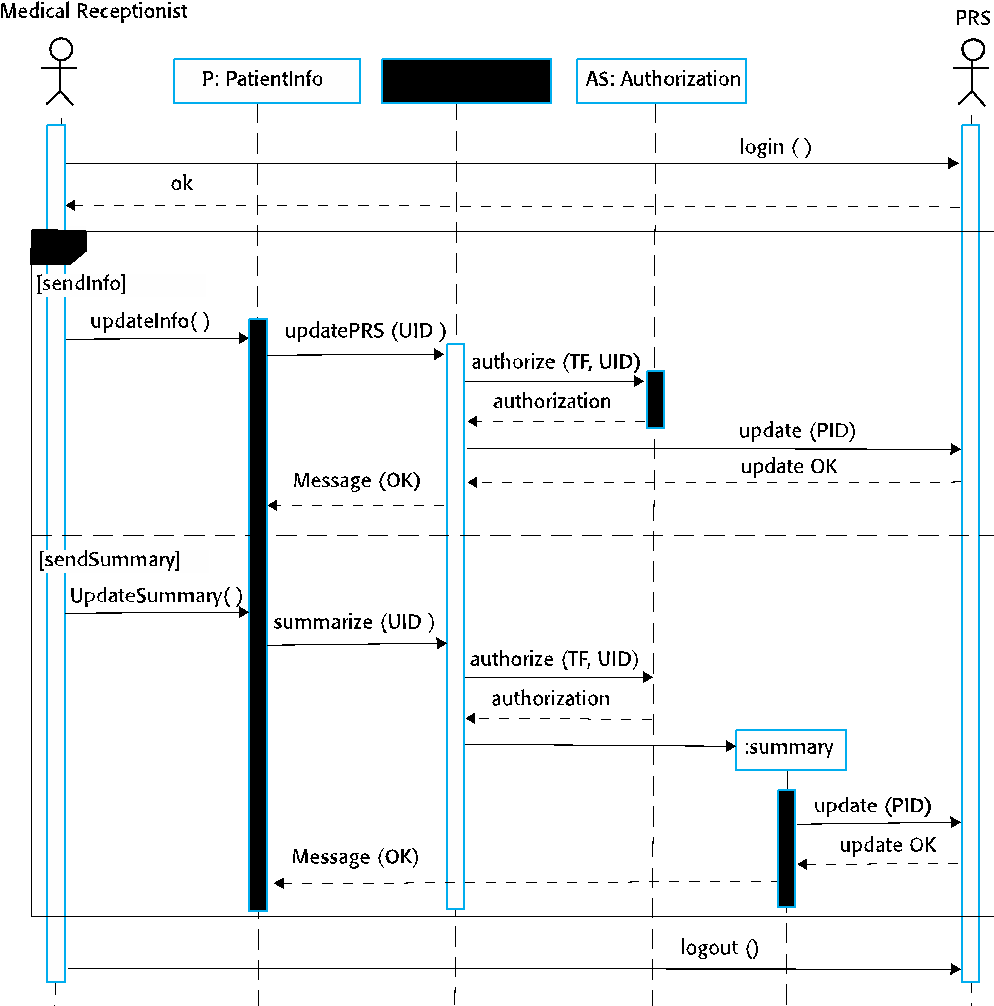 Medical Receptionist
PRS
P: PatientInfo
AS: Authorization
login ( )
ok
[sendInfo]
updateInfo( )
updatePRS (UID )
authorize (TF, UID)
authorization
update (PID)
update OK
Message (OK)
[sendSummary]
UpdateSummary( )
summarize (UID )
authorize (TF, UID)
authorization
:summary
update (PID)
update OK
Message (OK)
logout ()